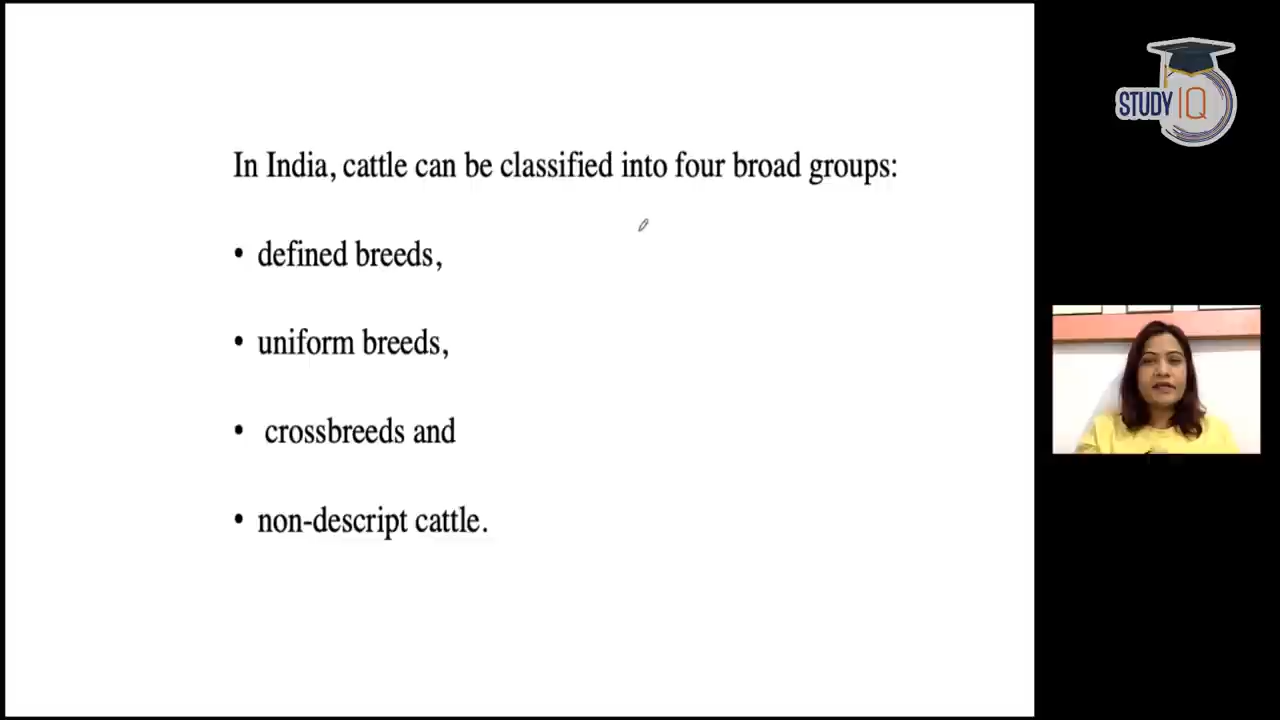 In India, cattle can be classified into four broad groups:
• defined breeds,
• uniform breeds,
• crossbreeds and
• non-descript cattle.
STUDY IQ